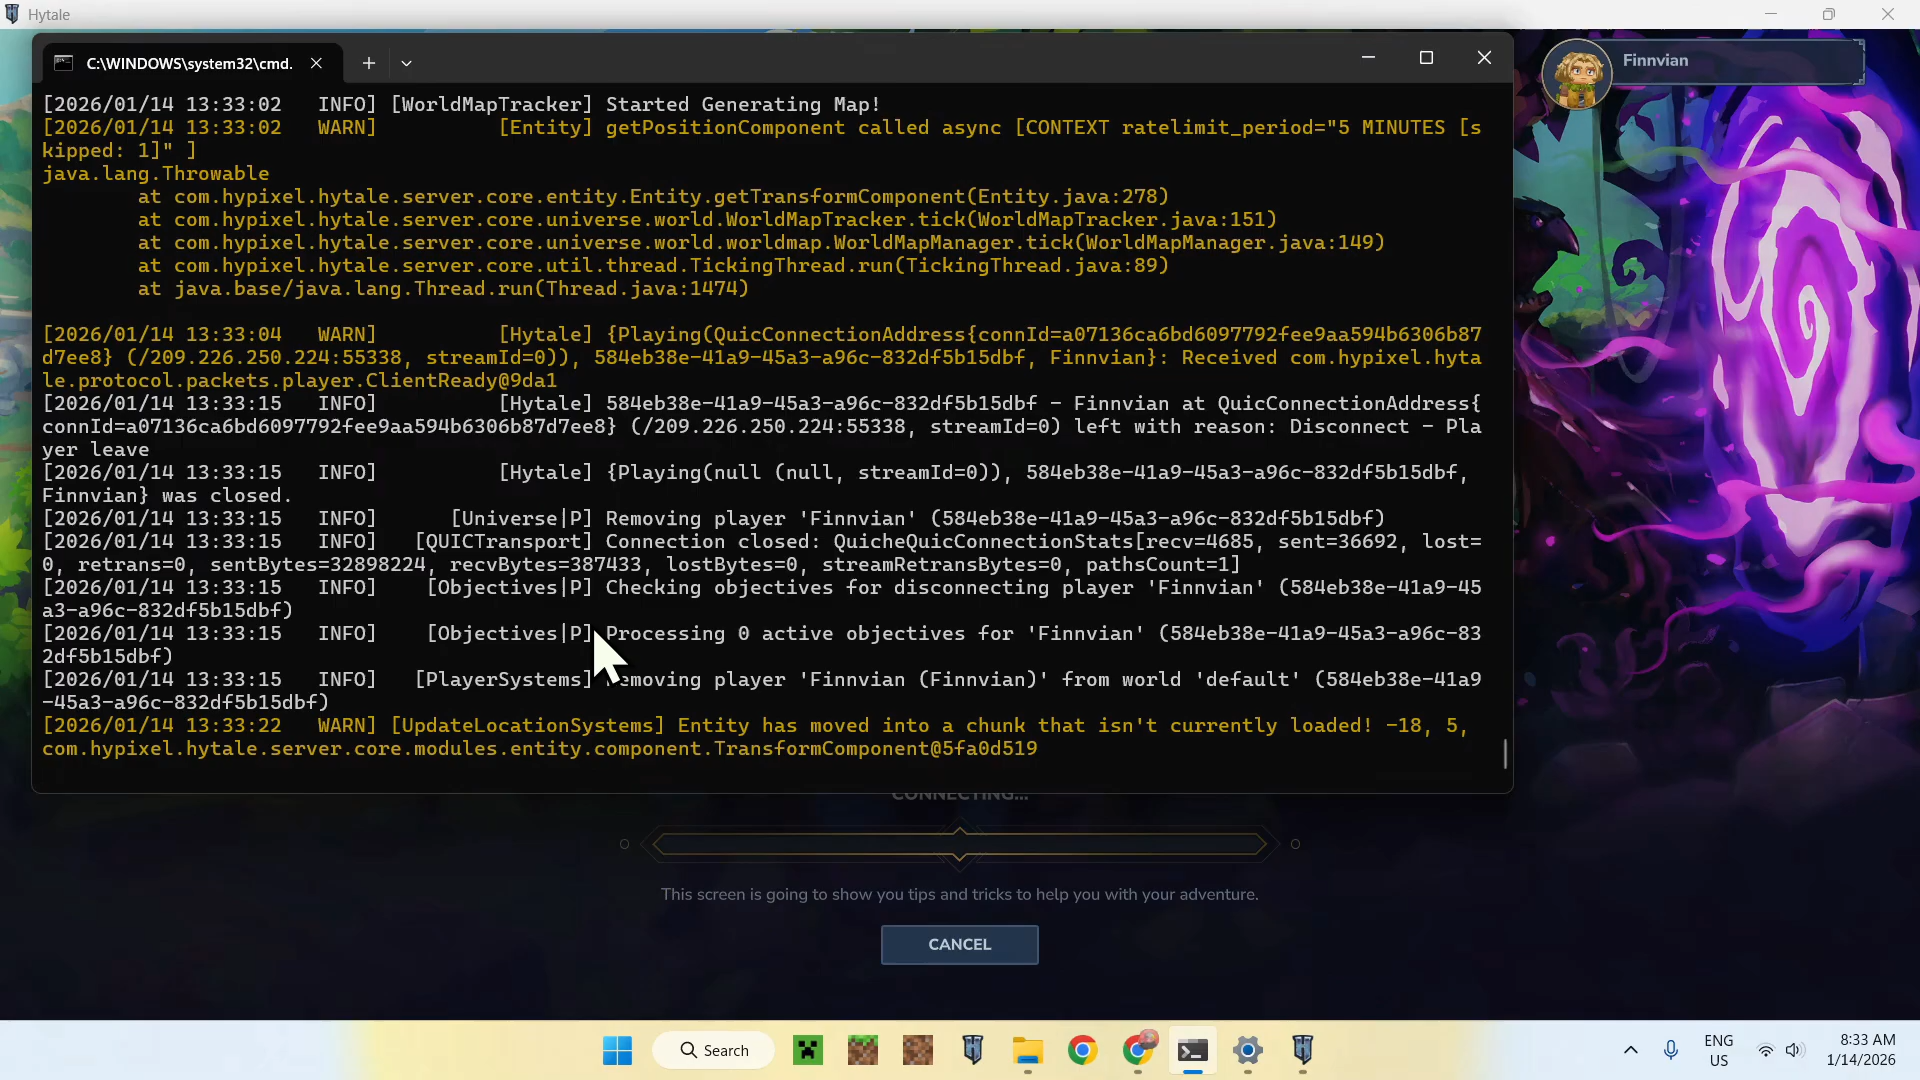 Hytale
C:\WINDOWS\system32\cmd.
Finnvian
[2026/01/14 13:33:02   INFO] [WorldMapTracker] Started Generating Map!
[2026/01/14 13:33:02   WARN]          [Entity] getPositionComponent called async [CONTEXT ratelimit_period="5 MINUTES [s
kipped: 1]" ]
java.lang.Throwable
        at com.hypixel.hytale.server.core.entity.Entity.getTransformComponent(Entity.java:278)
        at com.hypixel.hytale.server.core.universe.world.WorldMapTracker.tick(WorldMapTracker.java:151)
        at com.hypixel.hytale.server.core.universe.world.worldmap.WorldMapManager.tick(WorldMapManager.java:149)
        at com.hypixel.hytale.server.core.util.thread.TickingThread.run(TickingThread.java:89)
        at java.base/java.lang.Thread.run(Thread.java:1474)
[2026/01/14 13:33:04   WARN]          [Hytale] {Playing(QuicConnectionAddress{connId=a07136ca6bd6097792fee9aa594b6306b87
d7ee8} (/209.226.250.224:55338, streamId=0)), 584eb38e-41a9-45a3-a96c-832df5b15dbf, Finnvian}: Received com.hypixel.hyta
le.protocol.packets.player.ClientReady@9da1
[2026/01/14 13:33:15   INFO]          [Hytale] 584eb38e-41a9-45a3-a96c-832df5b15dbf - Finnvian at QuicConnectionAddress{
connId=a07136ca6bd6097792fee9aa594b6306b87d7ee8} (/209.226.250.224:55338, streamId=0) left with reason: Disconnect - Pla
yer leave
[2026/01/14 13:33:15   INFO]          [Hytale] {Playing(null (null, streamId=0)), 584eb38e-41a9-45a3-a96c-832df5b15dbf,
Finnvian} was closed.
[2026/01/14 13:33:15   INFO]      [Universe|P] Removing player 'Finnvian' (584eb38e-41a9-45a3-a96c-832df5b15dbf)
[2026/01/14 13:33:15   INFO]   [QUICTransport] Connection closed: QuicheQuicConnectionStats[recv=4685, sent=36692, lost=
0, retrans=0, sentBytes=32898224, recvBytes=387433, lostBytes=0, streamRetransBytes=0, pathsCount=1]
[2026/01/14 13:33:15   INFO]    [Objectives|P] Checking objectives for disconnecting player 'Finnvian' (584eb38e-41a9-45
a3-a96c-832df5b15dbf)
[2026/01/14 13:33:15   INFO]    [Objectives|P] Processing 0 active objectives for 'Finnvian' (584eb38e-41a9-45a3-a96c-83
2df5b15dbf)
[2026/01/14 13:33:15   INFO]   [PlayerSystems] Removing player 'Finnvian (Finnvian)' from world 'default' (584eb38e-41a9
-45a3-a96c-832df5b15dbf)
[2026/01/14 13:33:22   WARN] [UpdateLocationSystems] Entity has moved into a chunk that isn't currently loaded! -18, 5,
com.hypixel.hytale.server.core.modules.entity.component.TransformComponent@5fa0d519
CONNECTING...
This screen is going to show you tips and tricks to help you with your adventure.
CANCEL
Search
ENG
US
8:33 AM
1/14/2026